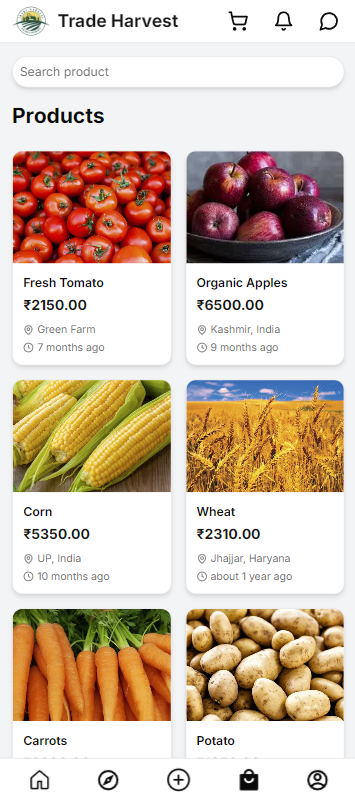 Trade Harvest
Search product
Products
Fresh Tomato
₹2150.00
Green Farm
7 months ago
Organic Apples
₹6500.00
Kashmir, India
9 months ago
Corn
₹5350.00
UP, India
10 months ago
Wheat
₹2310.00
Jhajjar, Haryana
about 1 year ago
Carrots
Potato